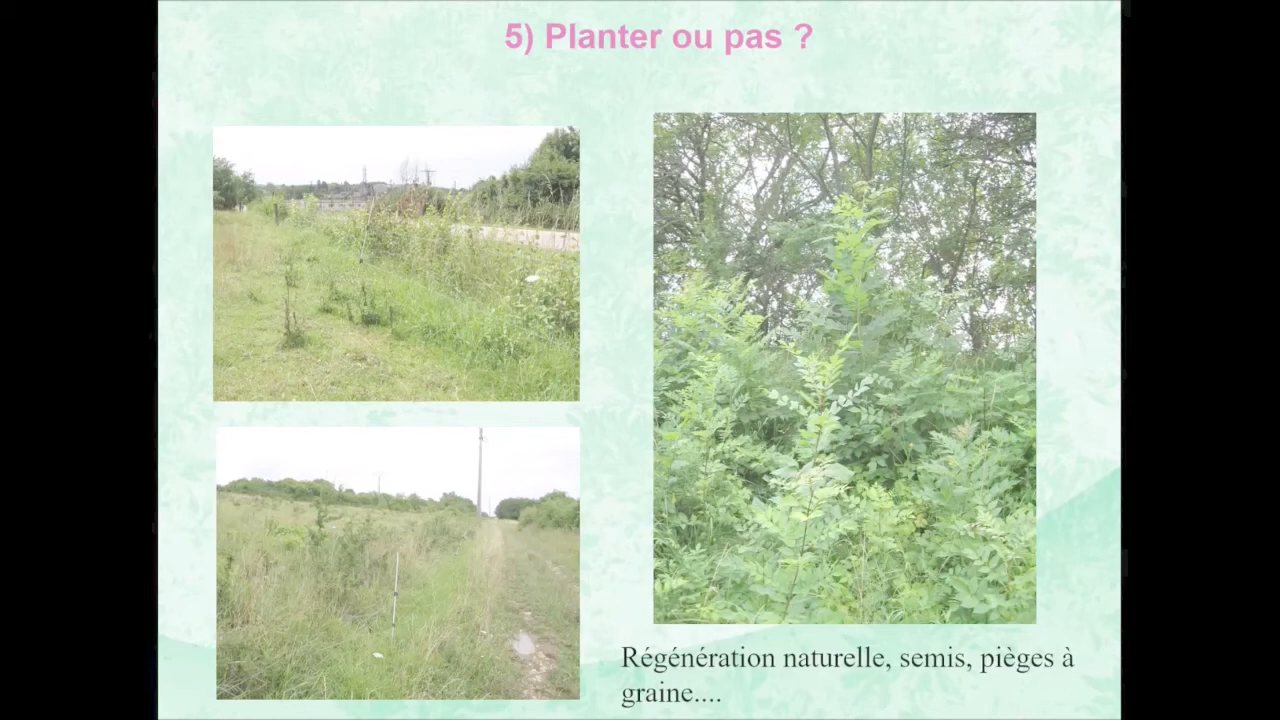 5) Planter ou pas ?
Régénération naturelle, semis, pièges à
graine....